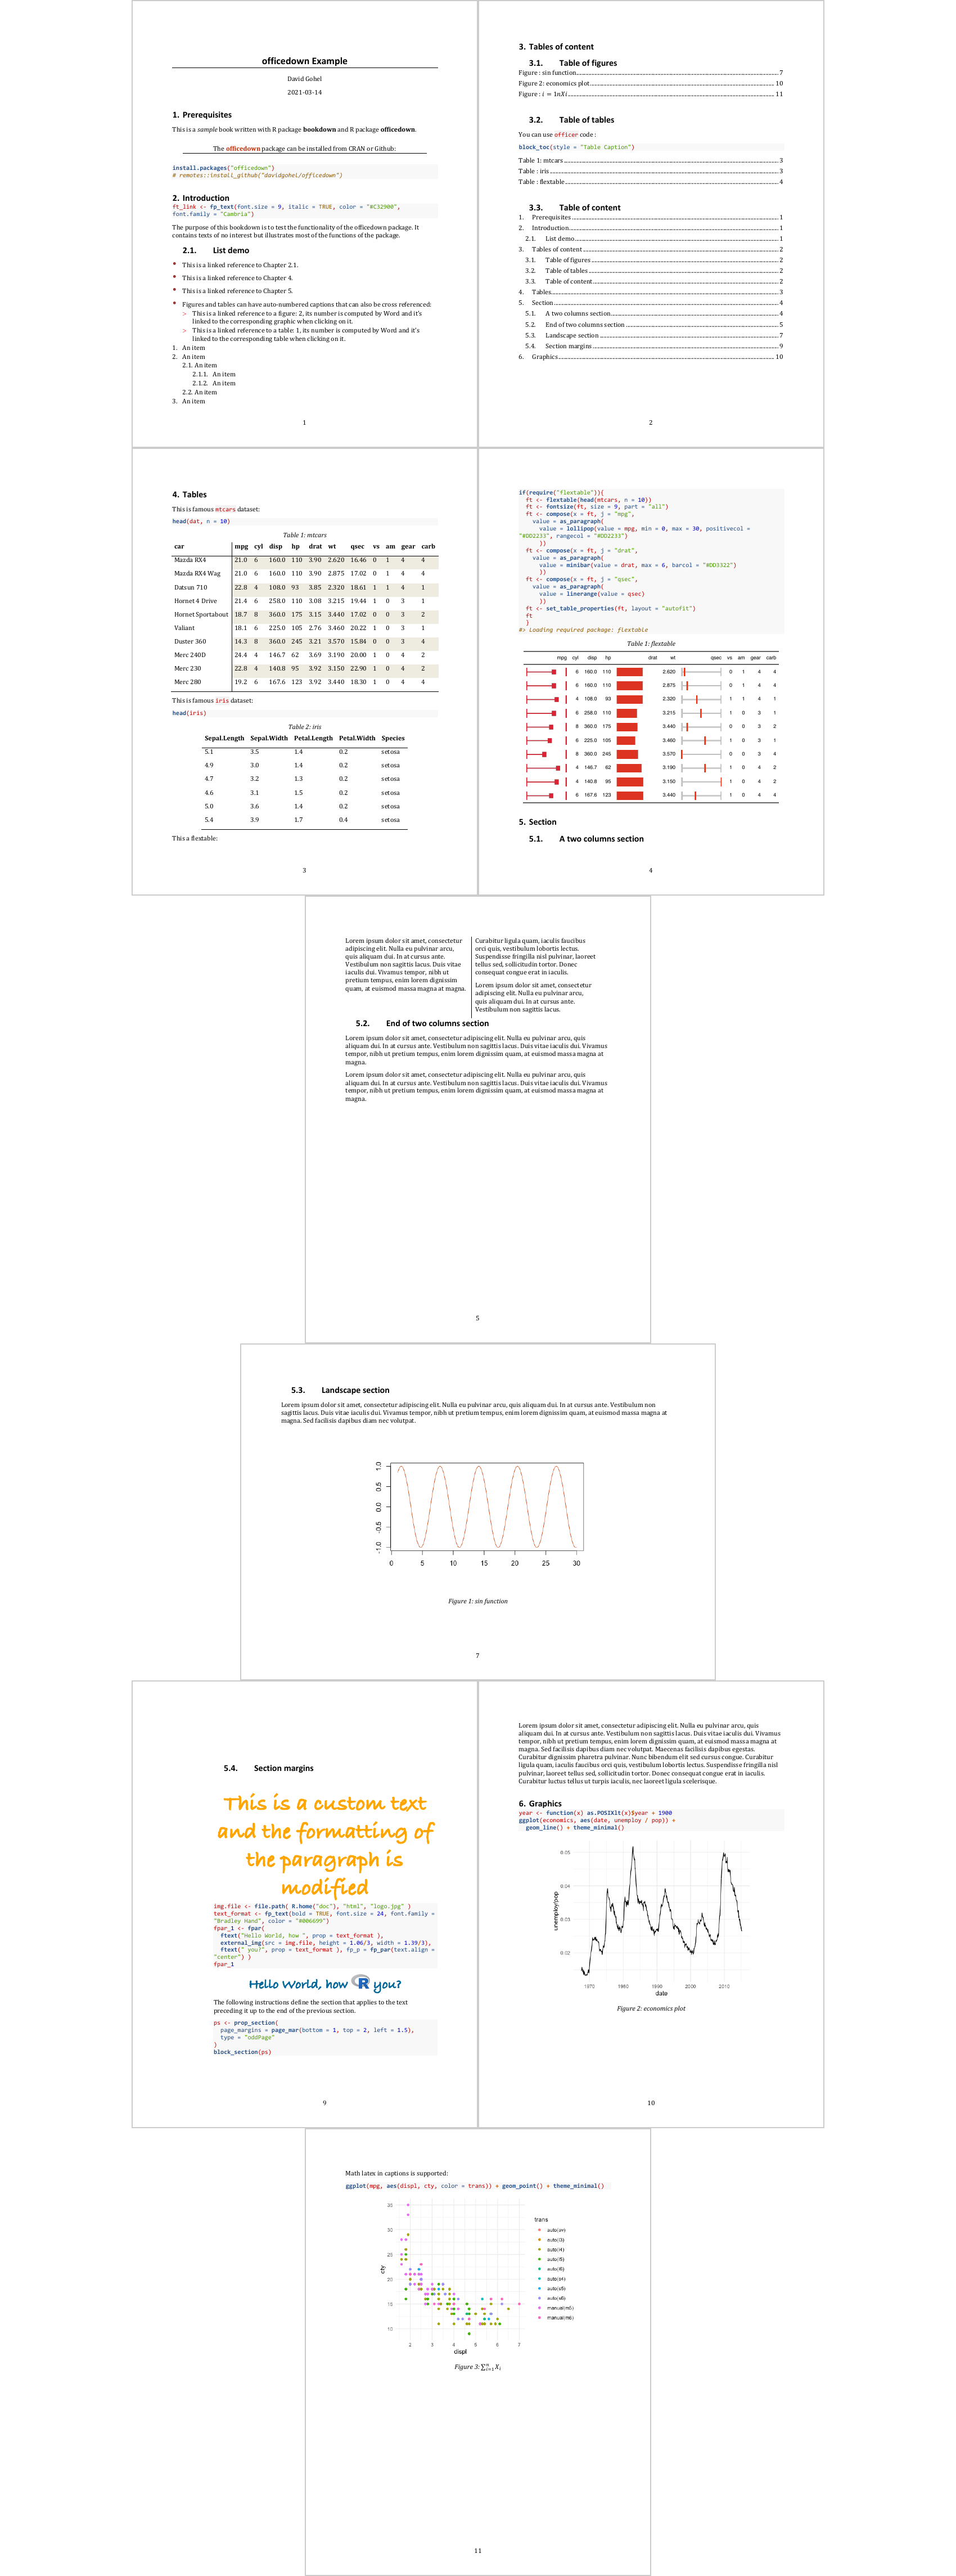 officedown Example
David Gohel
2021-03-14
1. Prerequisites
This is a sample book written with R package bookdown and R package officedown.
The officedown package can be installed from CRAN or Github:
install.packages("officedown")
# remotes::install_github("davidgohel/officedown")
2. Introduction
ft_link <- fp_text(font.size = 9, italic = TRUE, color = "#C32900",
font.family = "Cambria")
The purpose of this bookdown is to test the functionality of the officedown package. It
contains texts of no interest but illustrates most of the functions of the package.
2.1. List demo
This is a linked reference to Chapter 2.1.
This is a linked reference to Chapter 4.
This is a linked reference to Chapter 5.
Figures and tables can have auto-numbered captions that can also be cross referenced:
> This is a linked reference to a figure: 2, its number is computed by Word and it's
linked to the corresponding graphic when clicking on it.
> This is a linked reference to a table: 1, its number is computed by Word and it's
linked to the corresponding table when clicking on it.
1. An item
2. An item
2.1. An item
2.1.1. An item
2.1.2. An item
2.2. An item
3. An item
1
3. Tables of content
3.1. Table of figures
Figure : sin function 7
Figure 2: economics plot 10
Figure : i = 1nXi 11
3.2. Table of tables
You can use officer code :
block_toc(style = "Table Caption")
Table 1: mtcars 3
Table : iris 3
Table : flextable 4
3.3. Table of content
1. Prerequisites 1
2. Introduction 1
2.1. List demo 1
3. Tables of content 2
3.1. Table of figures 2
3.2. Table of tables 2
3.3. Table of content 2
4. Tables 3
5. Section 4
5.1. A two columns section 4
5.2. End of two columns section 5
5.3. Landscape section 7
5.4. Section margins 9
6. Graphics 10
2
4. Tables
This is famous mtcars dataset:
head(dat, n = 10)
Table 1: mtcars
car mpg cyl disp hp drat wt qsec vs am gear carb
Mazda RX4 21.0 6 160.0 110 3.90 2.620 16.46 0 1 4 4
Mazda RX4 Wag 21.0 6 160.0 110 3.90 2.875 17.02 0 1 4 4
Datsun 710 22.8 4 108.0 93 3.85 2.320 18.61 1 1 4 1
Hornet 4 Drive 21.4 6 258.0 110 3.08 3.215 19.44 1 0 3 1
Hornet Sportabout 18.7 8 360.0 175 3.15 3.440 17.02 0 0 3 2
Valiant 18.1 6 225.0 105 2.76 3.460 20.22 1 0 3 1
Duster 360 14.3 8 360.0 245 3.21 3.570 15.84 0 0 3 4
Merc 240D 24.4 4 146.7 62 3.69 3.190 20.00 1 0 4 2
Merc 230 22.8 4 140.8 95 3.92 3.150 22.90 1 0 4 2
Merc 280 19.2 6 167.6 123 3.92 3.440 18.30 1 0 4 4
This is famous iris dataset:
head(iris)
Table 2: iris
Sepal.Length Sepal.Width Petal.Length Petal.Width Species
5.1 3.5 1.4 0.2 setosa
4.9 3.0 1.4 0.2 setosa
4.7 3.2 1.3 0.2 setosa
4.6 3.1 1.5 0.2 setosa
5.0 3.6 1.4 0.2 setosa
5.4 3.9 1.7 0.4 setosa
This a flextable:
3
if(require("flextable")){
ft <- flextable(head(mtcars, n = 10))
ft <- fontsize(ft, size = 9, part = "all")
ft <- compose(x = ft, j = "mpg",
value = as_paragraph(
value = lollipop(value = mpg, min = 0, max = 30, positivecol =
"#DD2233", rangecol = "#DD2233")
))
ft <- compose(x = ft, j = "drat",
value = as_paragraph(
value = minibar(value = drat, max = 6, barcol = "#DD3322")
))
ft <- compose(x = ft, j = "qsec",
value = as_paragraph(
value = linerange(value = qsec)
))
ft <- set_table_properties(ft, layout = "autofit")
ft
}
#> Loading required package: flextable
Table 1: flextable
mpg cyl disp hp drat wt qsec vs am gear carb
6 160.0 110 2.620 0 1 4 4
6 160.0 110 2.875 0 1 4 4
4 108.0 93 2.320 1 1 4 1
6 258.0 110 3.215 1 0 3 1
8 360.0 175 3.440 0 0 3 2
6 225.0 105 3.460 1 0 3 1
8 360.0 245 3.570 0 0 3 4
4 146.7 62 3.190 1 0 4 2
4 140.8 95 3.150 1 0 4 2
6 167.6 123 3.440 1 0 4 4
5. Section
5.1. A two columns section
4
Lorem ipsum dolor sit amet, consectetur
adipiscing elit. Nulla eu pulvinar arcu,
quis aliquam dui. In at cursus ante.
Vestibulum non sagittis lacus. Duis vitae
iaculis dui. Vivamus tempor, nibh ut
pretium tempus, enim lorem dignissim
quam, at euismod massa magna at magna.
Curabitur ligula quam, iaculis faucibus
orci quis, vestibulum lobortis lectus.
Suspendisse fringilla nisl pulvinar, laoreet
tellus sed, sollicitudin tortor. Donec
consequat congue erat in iaculis.
Lorem ipsum dolor sit amet, consectetur
adipiscing elit. Nulla eu pulvinar arcu,
quis aliquam dui. In at cursus ante.
Vestibulum non sagittis lacus.
5.2. End of two columns section
Lorem ipsum dolor sit amet, consectetur adipiscing elit. Nulla eu pulvinar arcu, quis
aliquam dui. In at cursus ante. Vestibulum non sagittis lacus. Duis vitae iaculis dui. Vivamus
tempor, nibh ut pretium tempus, enim lorem dignissim quam, at euismod massa magna at
magna.
Lorem ipsum dolor sit amet, consectetur adipiscing elit. Nulla eu pulvinar arcu, quis
aliquam dui. In at cursus ante. Vestibulum non sagittis lacus. Duis vitae iaculis dui. Vivamus
tempor, nibh ut pretium tempus, enim lorem dignissim quam, at euismod massa magna at
magna.
5
5.3. Landscape section
Lorem ipsum dolor sit amet, consectetur adipiscing elit. Nulla eu pulvinar arcu, quis aliquam dui. In at cursus ante. Vestibulum non
sagittis lacus. Duis vitae iaculis dui. Vivamus tempor, nibh ut pretium tempus, enim lorem dignissim quam, at euismod massa magna at
magna. Sed facilisis dapibus diam nec volutpat.
1.0
0.5
0.0
-0.5
-1.0
0 5 10 15 20 25 30
Figure 1: sin function
7
5.4. Section margins
This is a custom text
and the formatting of
the paragraph is
modified
img.file <- file.path( R.home("doc"), "html", "logo.jpg" )
text_format <- fp_text(bold = TRUE, font.size = 24, font.family =
"Bradley Hand", color = "#006699")
fpar_1 <- fpar(
ftext("Hello World, how ", prop = text_format ),
external_img(src = img.file, height = 1.06/3, width = 1.39/3),
ftext(" you?", prop = text_format ), fp_p = fp_par(text.align =
"center") )
fpar_1
Hello World, how R you?
The following instructions define the section that applies to the text
preceding it up to the end of the previous section.
ps <- prop_section(
page_margins = page_mar(bottom = 1, top = 2, left = 1.5),
type = "oddPage"
)
block_section(ps)
9
Lorem ipsum dolor sit amet, consectetur adipiscing elit. Nulla eu pulvinar arcu, quis
aliquam dui. In at cursus ante. Vestibulum non sagittis lacus. Duis vitae iaculis dui. Vivamus
tempor, nibh ut pretium tempus, enim lorem dignissim quam, at euismod massa magna at
magna. Sed facilisis dapibus diam nec volutpat. Maecenas facilisis dapibus egestas.
Curabitur dignissim pharetra pulvinar. Nunc bibendum elit sed cursus congue. Curabitur
ligula quam, iaculis faucibus orci quis, vestibulum lobortis lectus. Suspendisse fringilla nisl
pulvinar, laoreet tellus sed, sollicitudin tortor. Donec consequat congue erat in iaculis.
Curabitur luctus tellus ut turpis iaculis, nec laoreet ligula scelerisque.
6. Graphics
year <- function(x) as.POSIXlt(x)$year + 1900
ggplot(economics, aes(date, unemploy / pop)) +
geom_line() + theme_minimal()
unemploy/pop
0.05
0.04
0.03
0.02
1970 1980 1990 2000 2010
date
Figure 2: economics plot
10
Math latex in captions is supported:
ggplot(mpg, aes(displ, cty, color = trans)) + geom_point() + theme_minimal()
cty
35
30
25
20
15
10
2 3 4 5 6 7
displ
trans
auto(av)
auto(l3)
auto(l4)
auto(l5)
auto(l6)
auto(s4)
auto(s5)
auto(s6)
manual(m5)
manual(m6)
Figure 3: ∑ⁿᵢ₌₁ Xᵢ
11